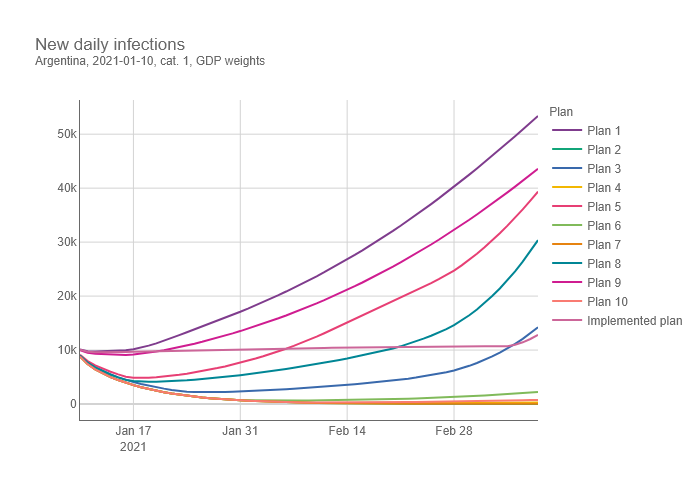 New daily infections
Argentina, 2021-01-10, cat. 1, GDP weights
Plan
Plan 1
Plan 2
Plan 3
Plan 4
Plan 5
Plan 6
Plan 7
Plan 8
Plan 9
Plan 10
Implemented plan
50k
40k
30k
20k
10k
0
Jan 17 Jan 31 Feb 14 Feb 28
2021